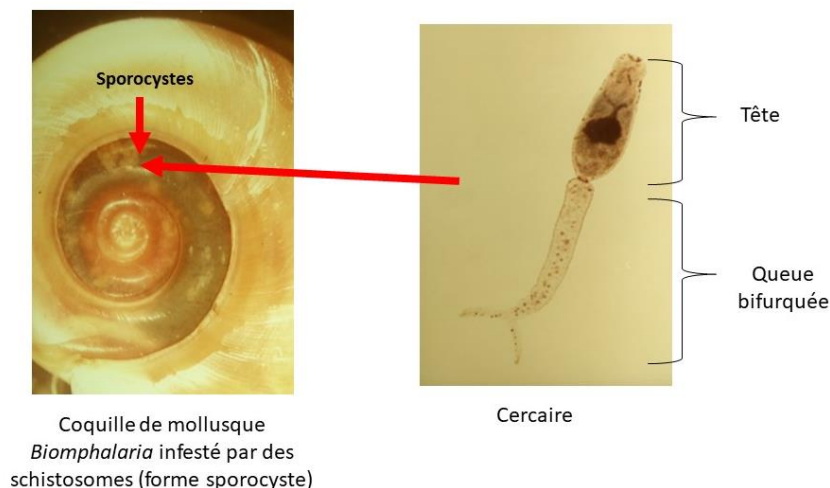 Sporocystes
Tête
Queue
bifurquée
Coquille de mollusque
Biomphalaria infesté par des
schistosomes (forme sporocyste)
Cercaire